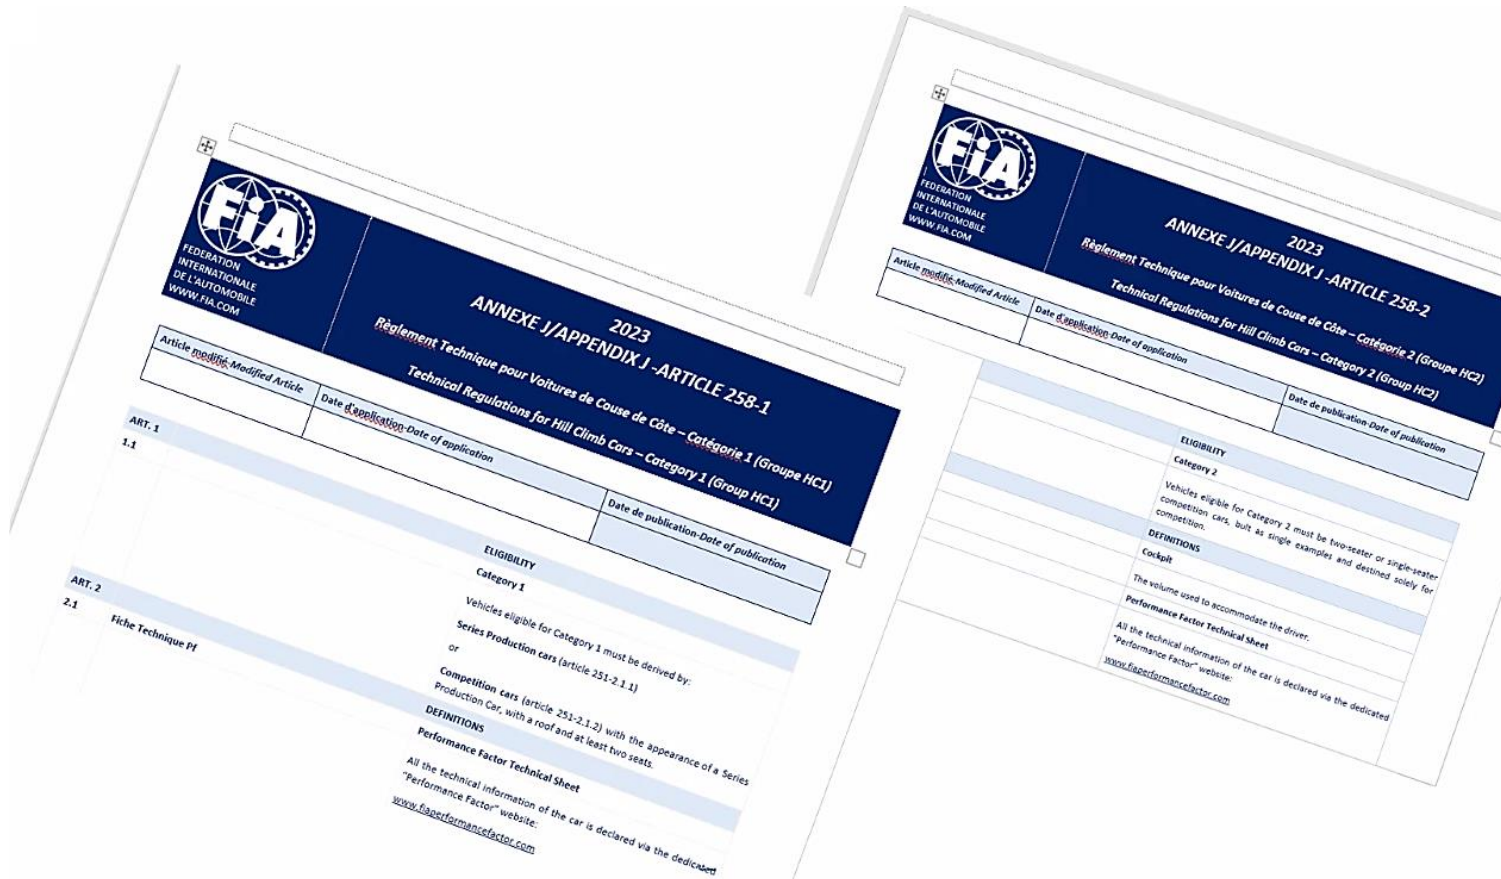 FiA
FEDERATION
INTERNATIONALE
DE L'AUTOMOBILE
WWW.FIA.COM
2023
ANNEXE J/APPENDIX J -ARTICLE 258-1
Règlement Technique pour Voitures de Couse de Côte – Catégorie 1 (Groupe HC1)
Technical Regulations for Hill Climb Cars – Category 1 (Group HC1)
Article modifié-Modified Article
Date d'application-Date of application
Date de publication-Date of publication
ART. 1
ELIGIBILITY
1.1
Category 1
Vehicles eligible for Category 1 must be derived by:
Series Production cars (article 251-2.1.1)
or
Competition cars (article 251-2.1.2) with the appearance of a Series
Production Car, with a roof and at least two seats.
ART. 2
DEFINITIONS
2.1
Fiche Technique Pf
Performance Factor Technical Sheet
All the technical information of the car is declared via the dedicated
"Performance Factor" website:
www.fiaperformancefactor.com
FiA
FEDERATION
INTERNATIONALE
DE L'AUTOMOBILE
WWW.FIA.COM
2023
ANNEXE J/APPENDIX J -ARTICLE 258-2
Règlement Technique pour Voitures de Couse de Côte – Catégorie 2 (Groupe HC2)
Technical Regulations for Hill Climb Cars – Category 2 (Group HC2)
Article modifié-Modified Article
Date d'application-Date of application
Date de publication-Date of publication
ELIGIBILITY
Category 2
Vehicles eligible for Category 2 must be two-seater or single-seater
competition cars, bult as single examples and destined solely for
competition.
DEFINITIONS
Cockpit
The volume used to accommodate the driver.
Performance Factor Technical Sheet
All the technical information of the car is declared via the dedicated
"Performance Factor" website:
www.fiaperformancefactor.com